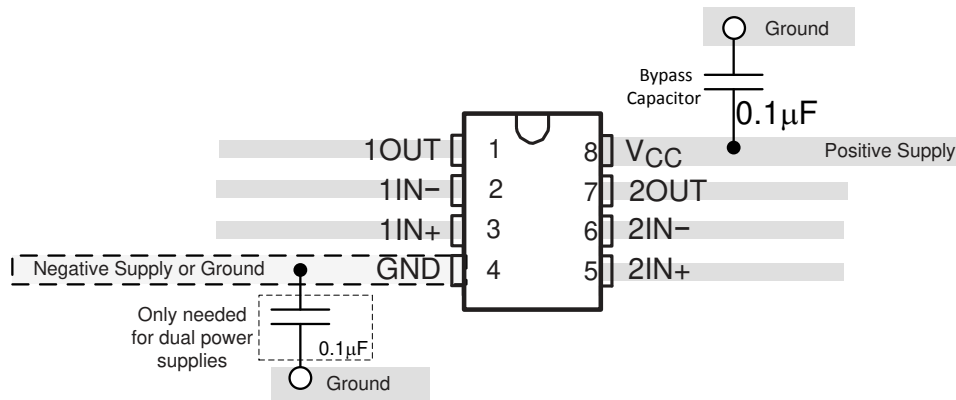 Ground
Bypass
Capacitor
0.1μF
1OUT 1 8 VCC Positive Supply
1IN− 2 7 2OUT
1IN+ 3 6 2IN−
Negative Supply or Ground GND 4 5 2IN+
Only needed
for dual power
supplies
0.1μF
Ground